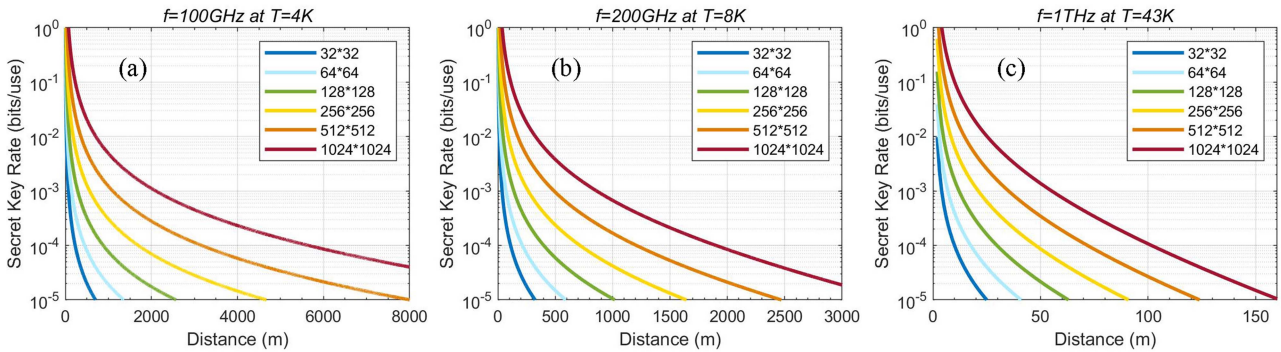 f=100GHz at T=4K
Secret Key Rate (bits/use)
10^0
10^-1
10^-2
10^-3
10^-4
10^-5
(a)
32*32
64*64
128*128
256*256
512*512
1024*1024
0 2000 4000 6000 8000
Distance (m)
f=200GHz at T=8K
Secret Key Rate (bits/use)
10^0
10^-1
10^-2
10^-3
10^-4
10^-5
(b)
32*32
64*64
128*128
256*256
512*512
1024*1024
0 500 1000 1500 2000 2500 3000
Distance (m)
f=1THz at T=43K
Secret Key Rate (bits/use)
10^0
10^-1
10^-2
10^-3
10^-4
10^-5
(c)
32*32
64*64
128*128
256*256
512*512
1024*1024
0 50 100 150
Distance (m)